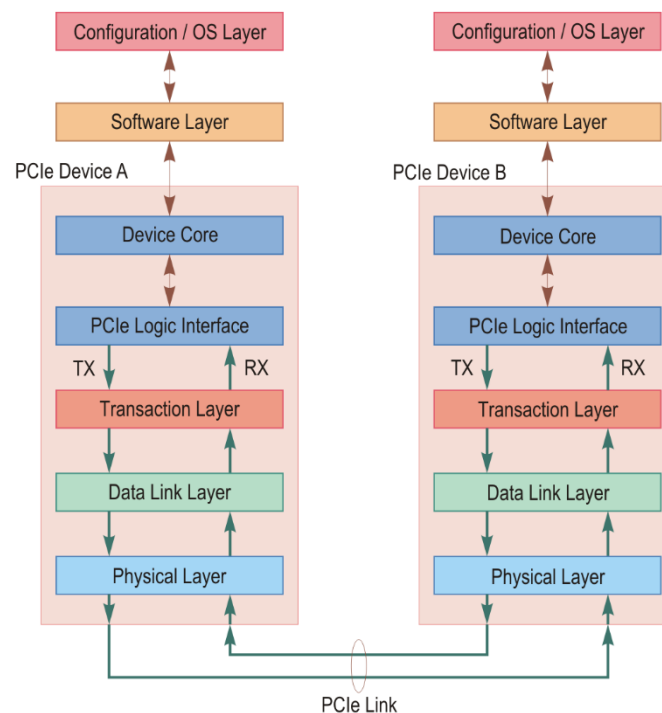 Configuration / OS Layer
Configuration / OS Layer
Software Layer
Software Layer
PCIe Device A
PCIe Device B
Device Core
Device Core
PCIe Logic Interface
PCIe Logic Interface
TX
RX
TX
RX
Transaction Layer
Transaction Layer
Data Link Layer
Data Link Layer
Physical Layer
Physical Layer
PCIe Link